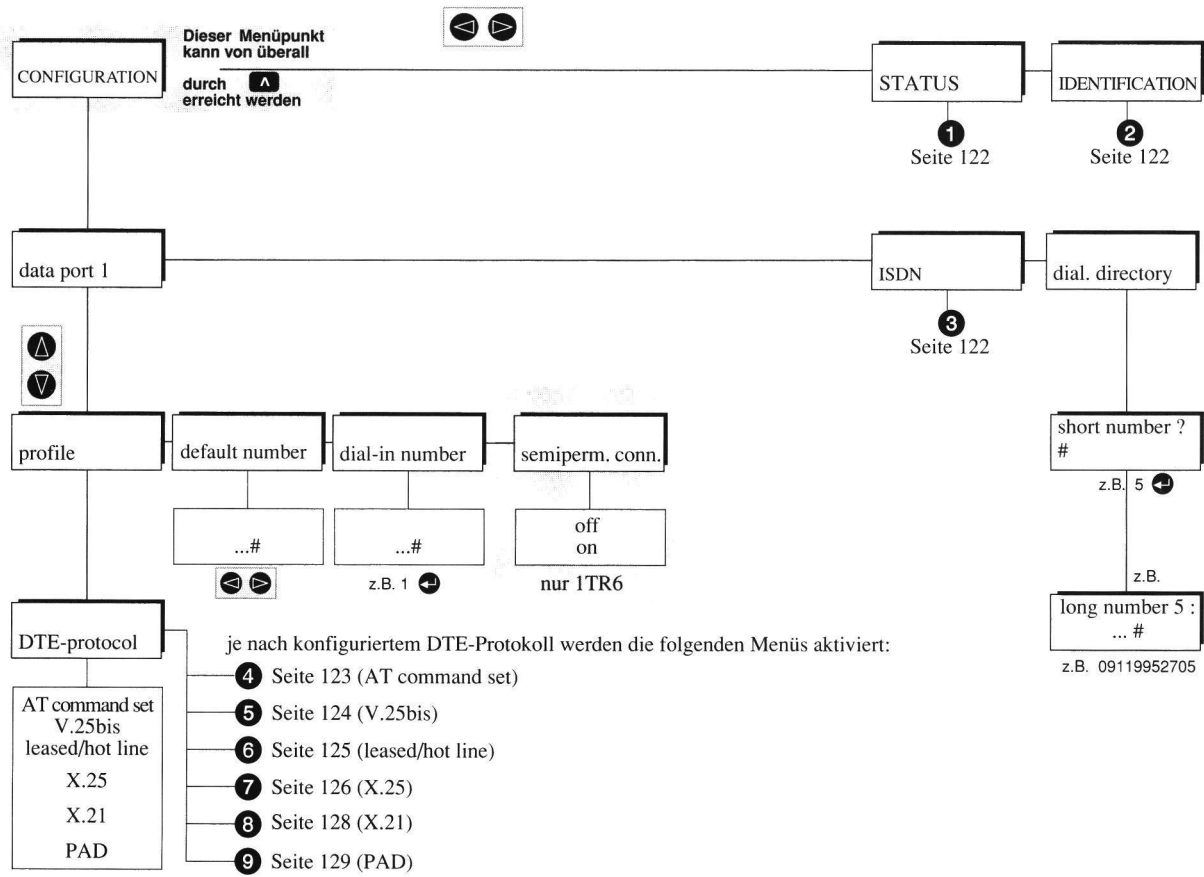 CONFIGURATION
Dieser Menüpunkt
kann von überall
durch ^
erreicht werden
STATUS
IDENTIFICATION
1
Seite 122
2
Seite 122
data port 1
ISDN
dial. directory
3
Seite 122
profile
default number
dial-in number
semiperm. conn.
short number ?
#
z.B. 5
...#
...#
off
on
z.B. 1
nur 1TR6
z.B.
long number 5 :
... #
z.B. 09119952705
DTE-protocol
je nach konfiguriertem DTE-Protokoll werden die folgenden Menüs aktiviert:
AT command set
V.25bis
leased/hot line
X.25
X.21
PAD
4 Seite 123 (AT command set)
5 Seite 124 (V.25bis)
6 Seite 125 (leased/hot line)
7 Seite 126 (X.25)
8 Seite 128 (X.21)
9 Seite 129 (PAD)